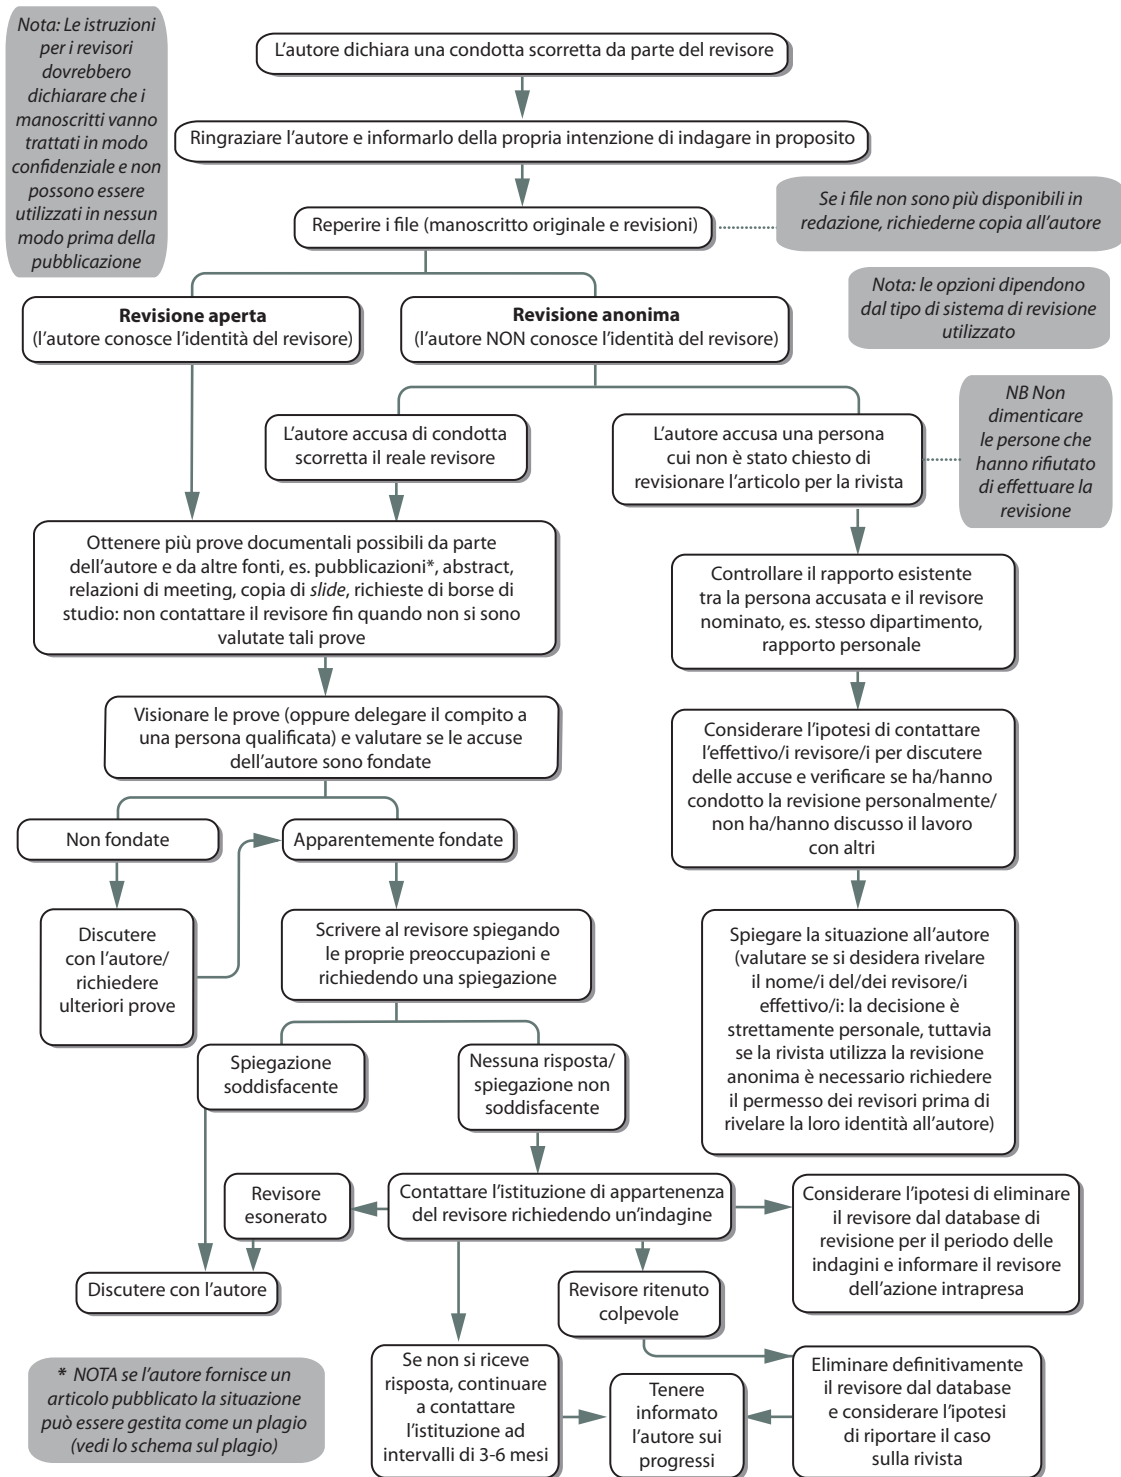 Nota: Le istruzioni
per i revisori
dovrebbero
dichiarare che i
manoscritti vanno
trattati in modo
confidenziale e non
possono essere
utilizzati in nessun
modo prima della
pubblicazione
L'autore dichiara una condotta scorretta da parte del revisore
Ringraziare l'autore e informarlo della propria intenzione di indagare in proposito
Reperire i file (manoscritto originale e revisioni)
Se i file non sono più disponibili in
redazione, richiederne copia all'autore
Nota: le opzioni dipendono
dal tipo di sistema di revisione
utilizzato
Revisione aperta
(l'autore conosce l'identità del revisore)
Revisione anonima
(l'autore NON conosce l'identità del revisore)
L'autore accusa di condotta
scorretta il reale revisore
L'autore accusa una persona
cui non è stato chiesto di
revisionare l'articolo per la rivista
NB Non
dimenticare
le persone che
hanno rifiutato
di effettuare la
revisione
Ottenere più prove documentali possibili da parte
dell'autore e da altre fonti, es. pubblicazioni*, abstract,
relazioni di meeting, copia di slide, richieste di borse di
studio: non contattare il revisore fin quando non si sono
valutate tali prove
Controllare il rapporto esistente
tra la persona accusata e il revisore
nominato, es. stesso dipartimento,
rapporto personale
Visionare le prove (oppure delegare il compito a
una persona qualificata) e valutare se le accuse
dell'autore sono fondate
Considerare l'ipotesi di contattare
l'effettivo/i revisore/i per discutere
delle accuse e verificare se ha/hanno
condotto la revisione personalmente/
non ha/hanno discusso il lavoro
con altri
Non fondate
Apparentemente fondate
Discutere
con l'autore/
richiedere
ulteriori prove
Scrivere al revisore spiegando
le proprie preoccupazioni e
richiedendo una spiegazione
Spiegare la situazione all'autore
(valutare se si desidera rivelare
il nome/i del/dei revisore/i
effettivo/i: la decisione è
strettamente personale, tuttavia
se la rivista utilizza la revisione
anonima è necessario richiedere
il permesso dei revisori prima di
rivelare la loro identità all'autore)
Spiegazione
soddisfacente
Nessuna risposta/
spiegazione non
soddisfacente
Revisore
esonerato
Contattare l'istituzione di appartenenza
del revisore richiedendo un'indagine
Considerare l'ipotesi di eliminare
il revisore dal database di
revisione per il periodo delle
indagini e informare il revisore
dell'azione intrapresa
Discutere con l'autore
Revisore ritenuto
colpevole
* NOTA se l'autore fornisce un
articolo pubblicato la situazione
può essere gestita come un plagio
(vedi lo schema sul plagio)
Se non si riceve
risposta, continuare
a contattare
l'istituzione ad
intervalli di 3-6 mesi
Tenere
informato
l'autore sui
progressi
Eliminare definitivamente
il revisore dal database
e considerare l'ipotesi
di riportare il caso
sulla rivista